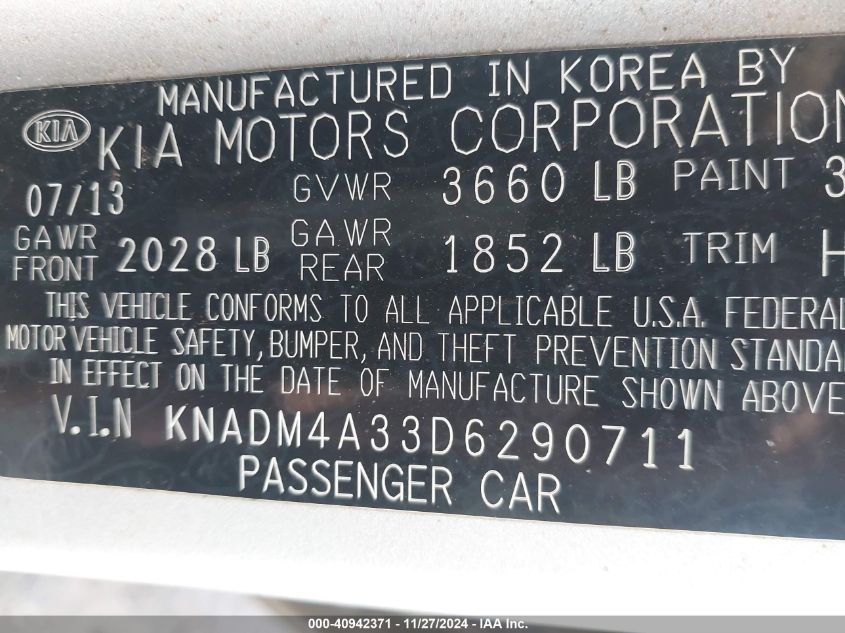 MANUFACTURED IN KOREA BY
KIA KIA MOTORS CORPORATION
07/13 GVWR 3660 LB PAINT 3
GAWR FRONT 2028 LB GAWR REAR 1852 LB TRIM H
THIS VEHICLE CONFORMS TO ALL APPLICABLE U.S.A. FEDERAL
MOTOR VEHICLE SAFETY, BUMPER, AND THEFT PREVENTION STANDA
IN EFFECT ON THE DATE OF MANUFACTURE SHOWN ABOVE
V.I.N KNADM4A33D6290711
PASSENGER CAR
000-40942371 - 11/27/2024 - IAA Inc.